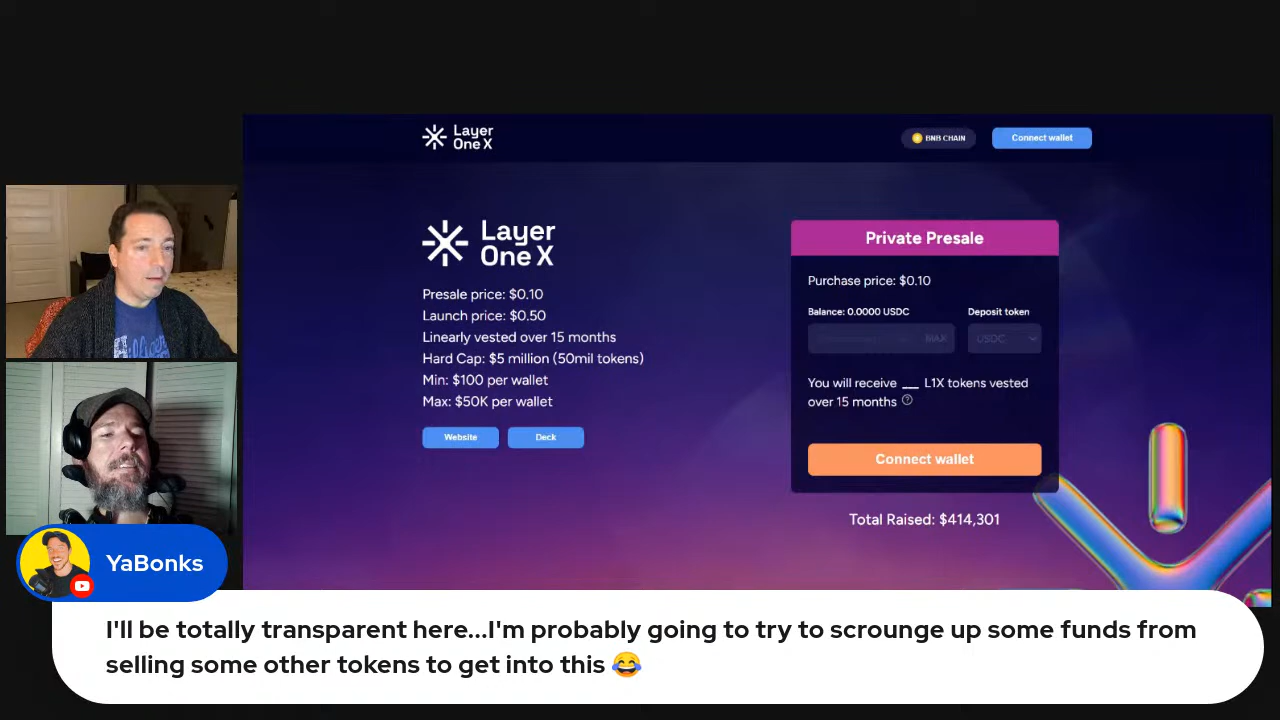 Layer
One X
BNB CHAIN
Connect wallet
Layer
One X
Presale price: $0.10
Launch price: $0.50
Linearly vested over 15 months
Hard Cap: $5 million (50mil tokens)
Min: $100 per wallet
Max: $50K per wallet
Website
Deck
Private Presale
Purchase price: $0.10
Balance: 0.0000 USDC
Deposit token
MAX
USDC
You will receive __ L1X tokens vested
over 15 months
Connect wallet
Total Raised: $414,301
YaBonks
I'll be totally transparent here...I'm probably going to try to scrounge up some funds from
selling some other tokens to get into this 😂